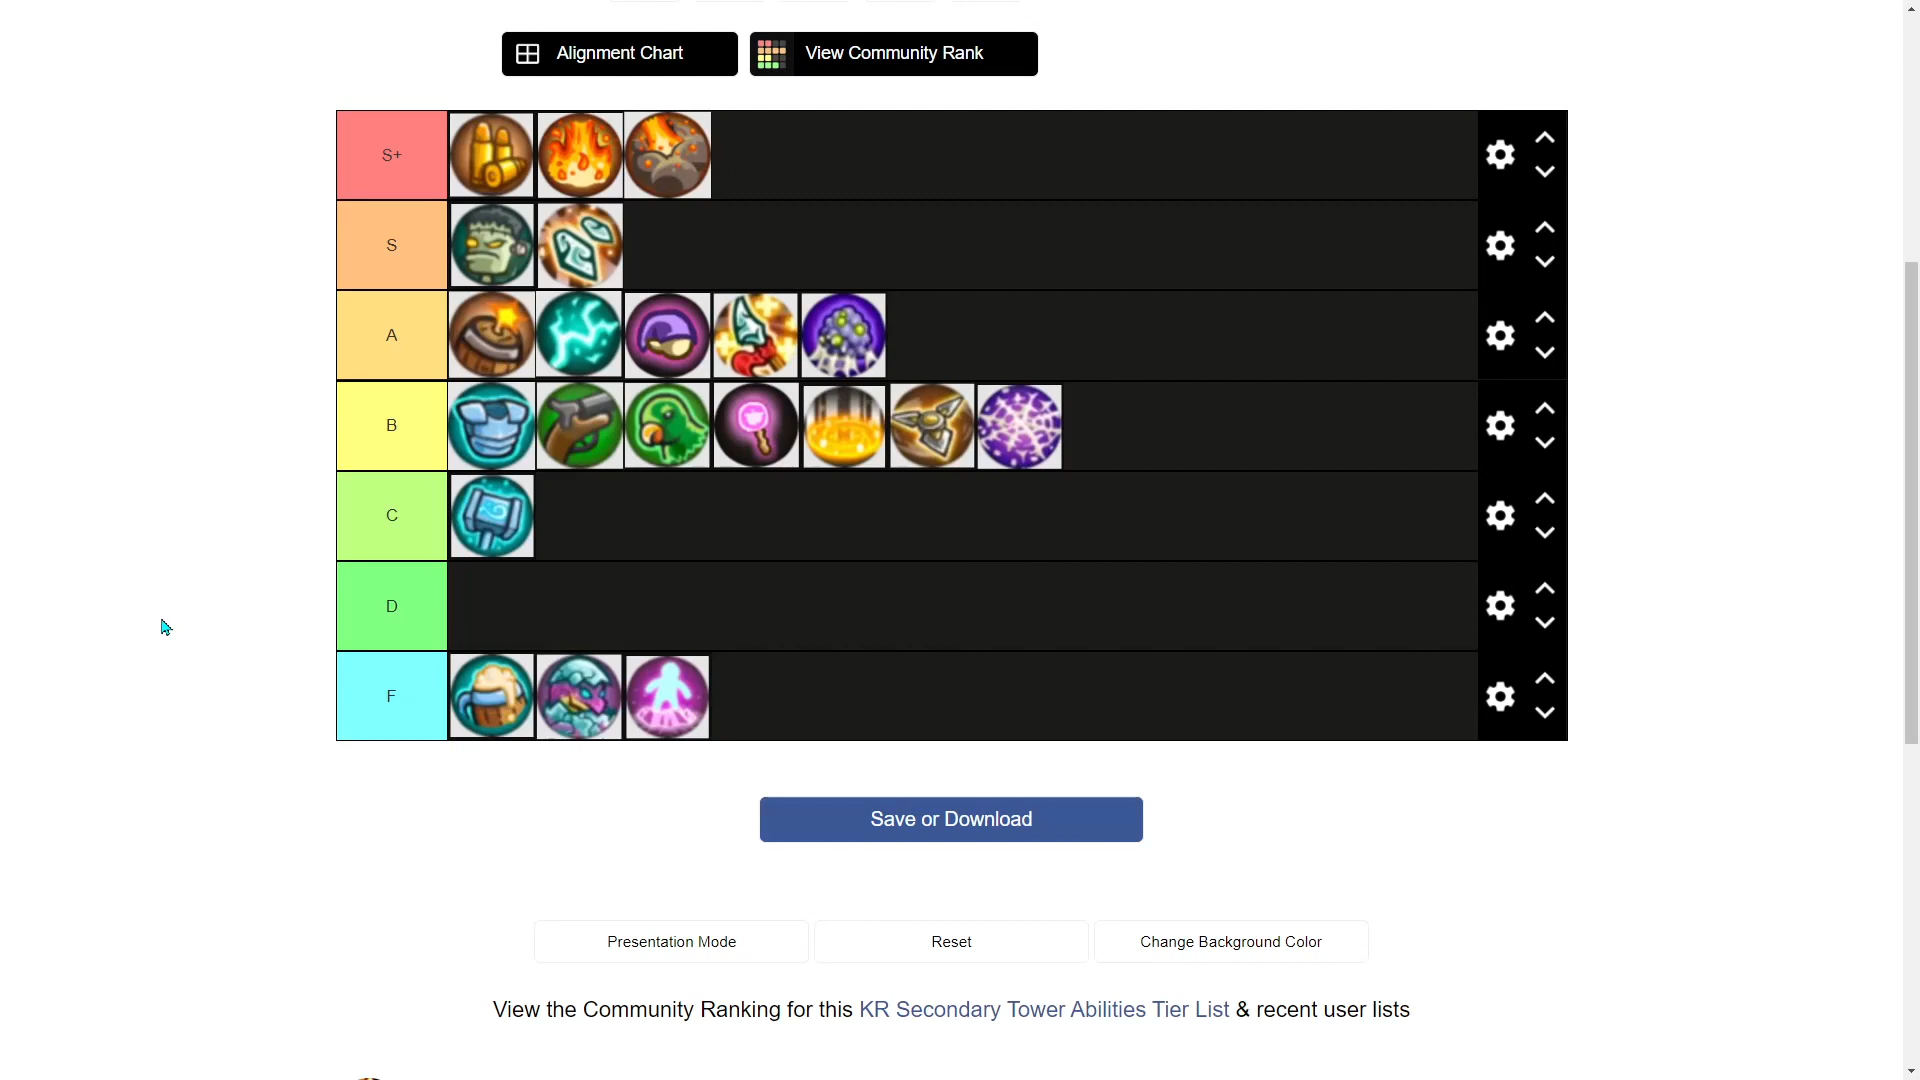 Alignment Chart
View Community Rank
S+
S
A
B
C
D
F
Save or Download
Presentation Mode
Reset
Change Background Color
View the Community Ranking for this KR Secondary Tower Abilities Tier List & recent user lists